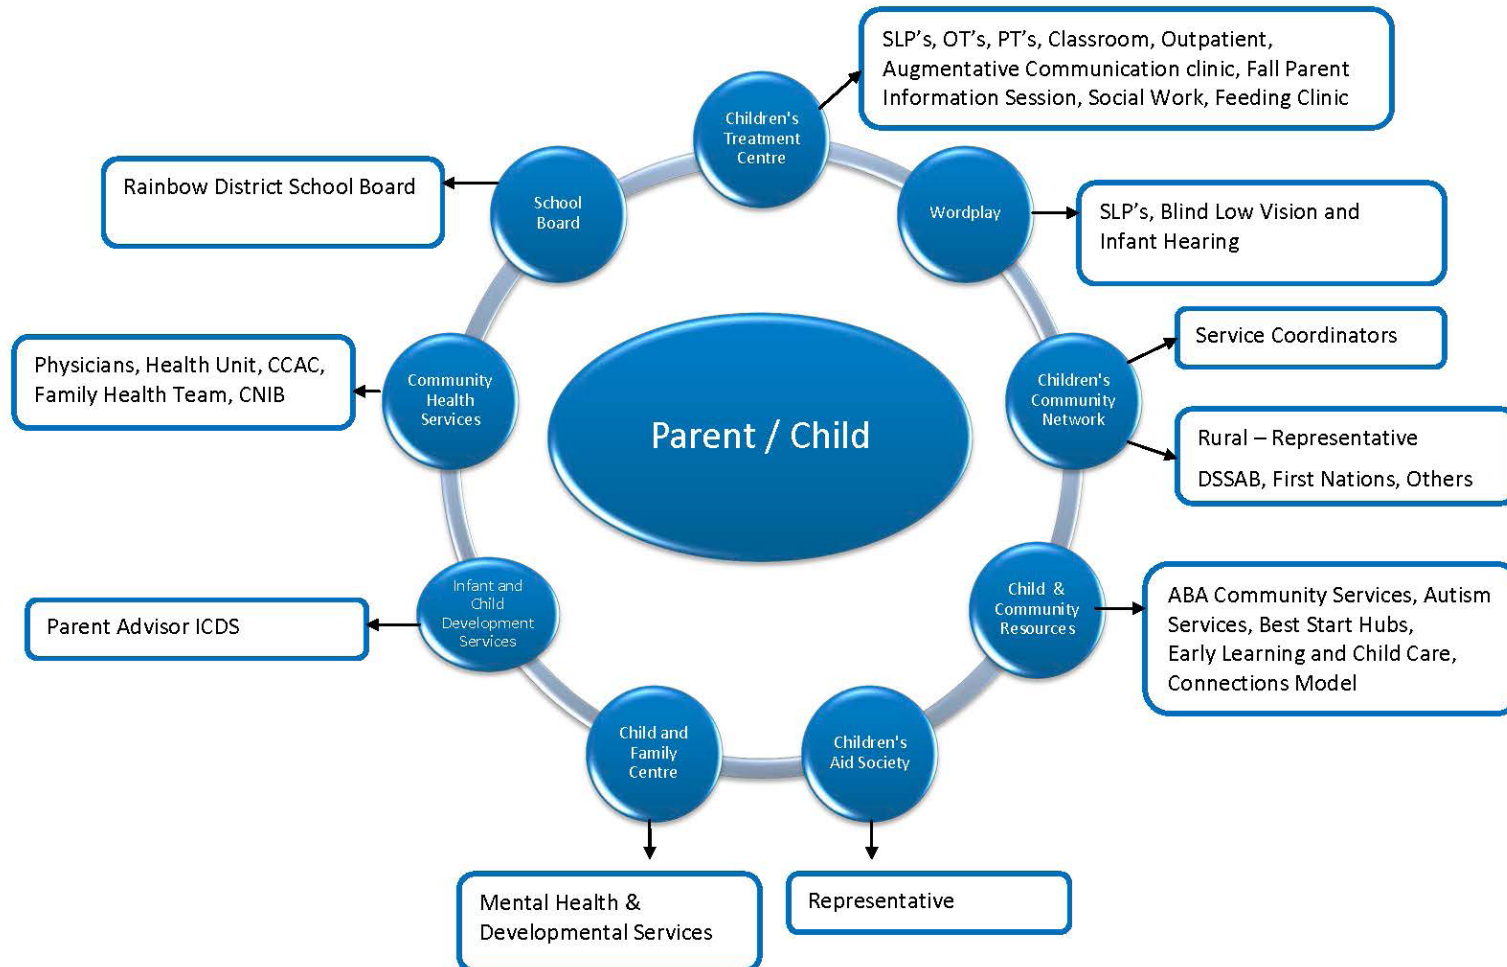 SLP's, OT's, PT's, Classroom, Outpatient,
Augmentative Communication clinic, Fall Parent
Information Session, Social Work, Feeding Clinic
Children's
Treatment
Centre
Rainbow District School Board
School
Board
Wordplay
SLP's, Blind Low Vision and
Infant Hearing
Service Coordinators
Physicians, Health Unit, CCAC,
Family Health Team, CNIB
Community
Health
Services
Children's
Community
Network
Parent / Child
Rural – Representative
DSSAB, First Nations, Others
Infant and
Child
Development
Services
Parent Advisor ICDS
Child &
Community
Resources
ABA Community Services, Autism
Services, Best Start Hubs,
Early Learning and Child Care,
Connections Model
Child and
Family
Centre
Children's
Aid Society
Mental Health &
Developmental Services
Representative